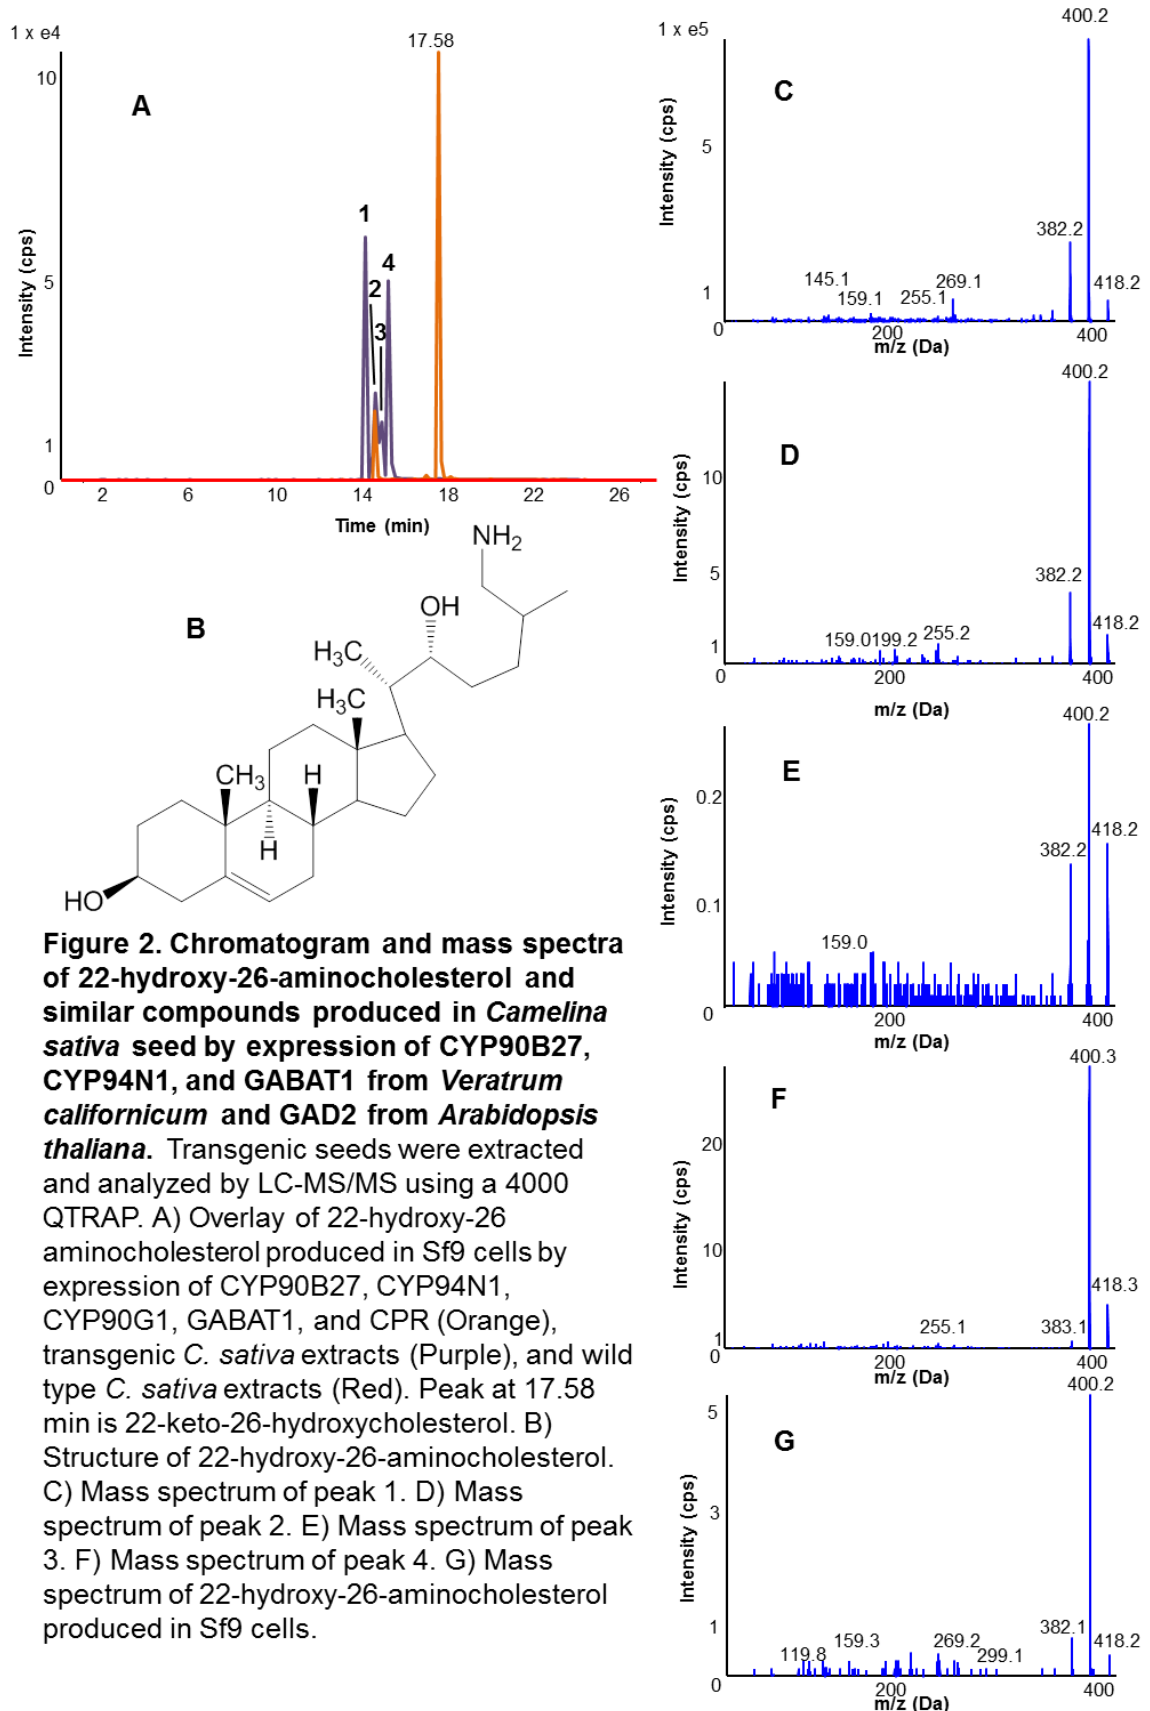 1 x e4
17.58
10
A
1
4
2
3
5
1
0
2
6
10
14
18
22
26
Intensity (cps)
Time (min)
B
NH2
OH
H3C
H3C
CH3
H
H
HO
Figure 2. Chromatogram and mass spectra
of 22-hydroxy-26-aminocholesterol and
similar compounds produced in Camelina
sativa seed by expression of CYP90B27,
CYP94N1, and GABAT1 from Veratrum
californicum and GAD2 from Arabidopsis
thaliana. Transgenic seeds were extracted
and analyzed by LC-MS/MS using a 4000
QTRAP. A) Overlay of 22-hydroxy-26
aminocholesterol produced in Sf9 cells by
expression of CYP90B27, CYP94N1,
CYP90G1, GABAT1, and CPR (Orange),
transgenic C. sativa extracts (Purple), and wild
type C. sativa extracts (Red). Peak at 17.58
min is 22-keto-26-hydroxycholesterol. B)
Structure of 22-hydroxy-26-aminocholesterol.
C) Mass spectrum of peak 1. D) Mass
spectrum of peak 2. E) Mass spectrum of peak
3. F) Mass spectrum of peak 4. G) Mass
spectrum of 22-hydroxy-26-aminocholesterol
produced in Sf9 cells.
1 x e5
400.2
C
5
382.2
145.1
269.1
418.2
159.1
255.1
1
0
200
400
Intensity (cps)
m/z (Da)
400.2
D
10
5
382.2
418.2
159.0
199.2
255.2
1
0
200
400
Intensity (cps)
m/z (Da)
400.2
E
0.2
418.2
382.2
0.1
159.0
0
200
400
Intensity (cps)
m/z (Da)
400.3
F
20
10
418.3
255.1
383.1
1
0
200
400
Intensity (cps)
m/z (Da)
400.2
5
G
3
1
382.1
418.2
119.8
159.3
269.2
299.1
0
200
400
Intensity (cps)
m/z (Da)